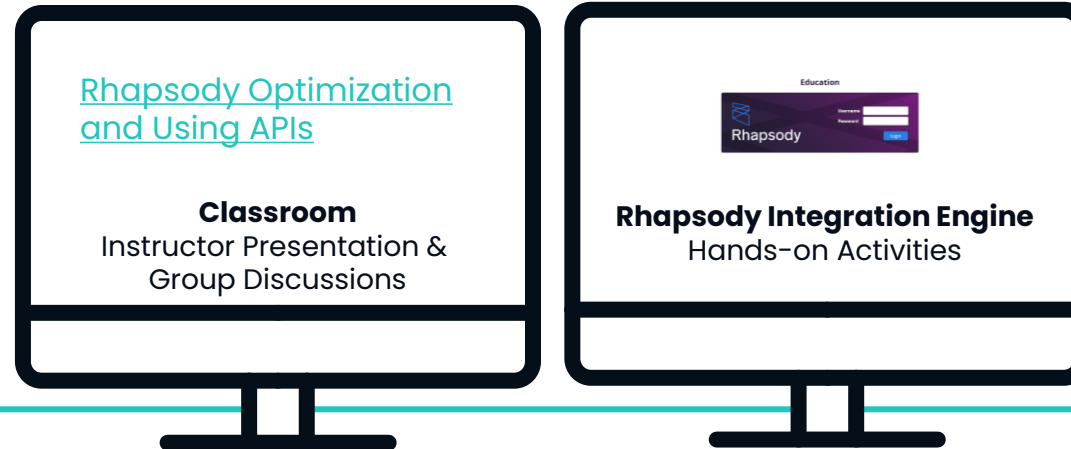 Rhapsody Optimization
and Using APIs
Classroom
Instructor Presentation &
Group Discussions
Education
Rhapsody
Username
Password
Login
Rhapsody Integration Engine
Hands-on Activities